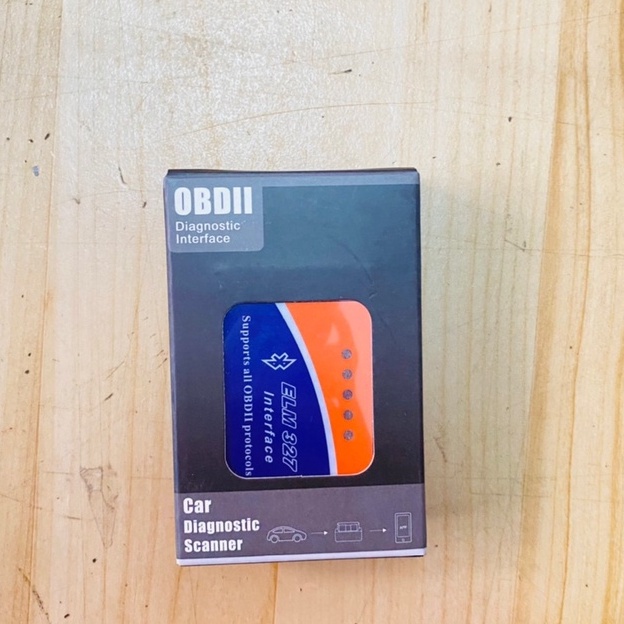 OBDII
Diagnostic
Interface
Supports all OBDII protocols
ELM 327
Interface
Car
Diagnostic
Scanner